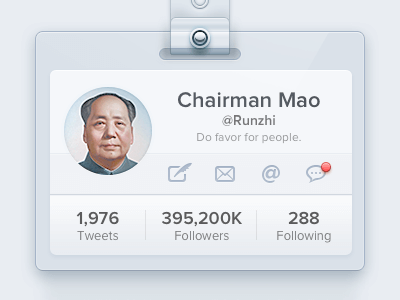 Chairman Mao
@Runzhi
Do favor for people.
@
1,976 395,200K 288
Tweets Followers Following